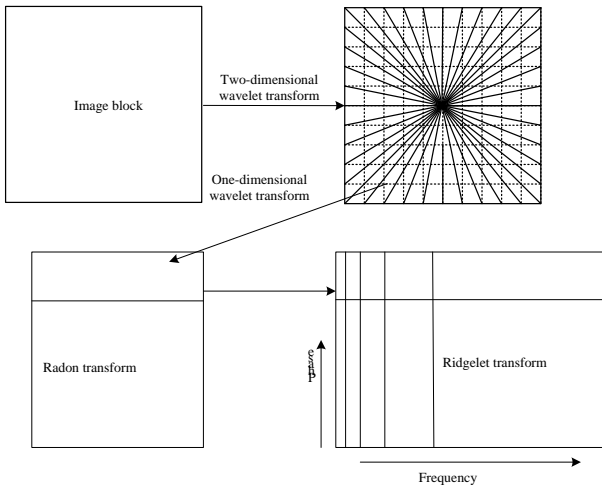 Image block
Two-dimensional
wavelet transform
One-dimensional
wavelet transform
Radon transform
Ridgelet transform
Frequency